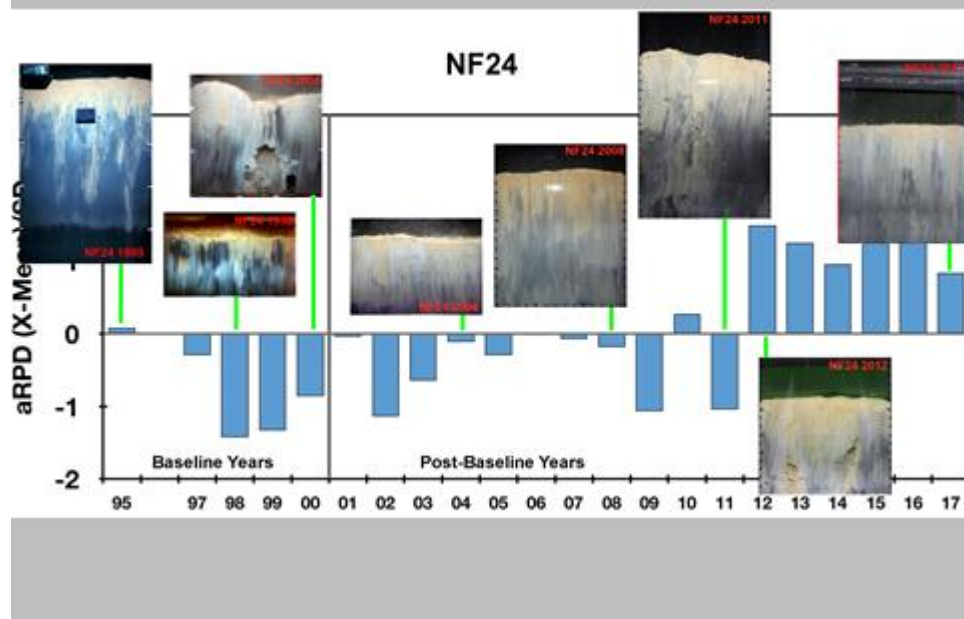 NF24
NF24 2011
NF24 2008
NF24 2012
NF24 1995
aRPD (X-Mean)/SD
0
-1
-2
Baseline Years
Post-Baseline Years
95 97 98 99 00 01 02 03 04 05 06 07 08 09 10 11 12 13 14 15 16 17